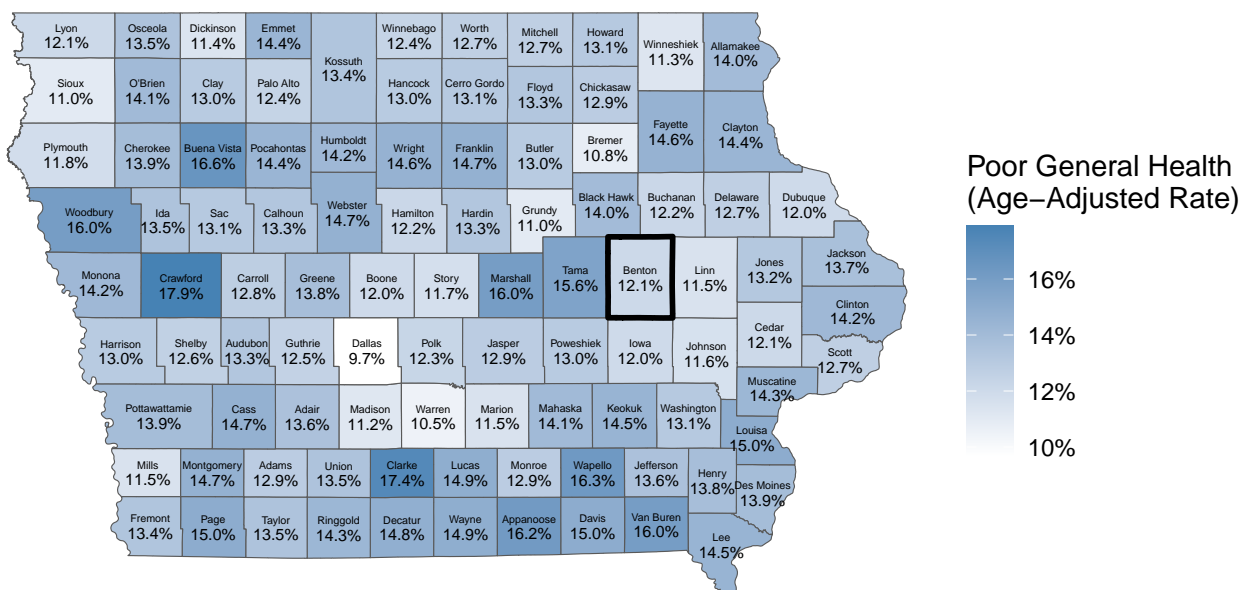 Lyon
12.1%
Osceola
13.5%
Dickinson
11.4%
Emmet
14.4%
Kossuth
13.4%
Winnebago
12.4%
Worth
12.7%
Mitchell
12.7%
Howard
13.1%
Winneshiek
11.3%
Allamakee
14.0%
Sioux
11.0%
O'Brien
14.1%
Clay
13.0%
Palo Alto
12.4%
Hancock
13.0%
Cerro Gordo
13.1%
Floyd
13.3%
Chickasaw
12.9%
Plymouth
11.8%
Cherokee
13.9%
Buena Vista
16.6%
Pocahontas
14.4%
Humboldt
14.2%
Wright
14.6%
Franklin
14.7%
Butler
13.0%
Bremer
10.8%
Fayette
14.6%
Clayton
14.4%
Woodbury
16.0%
Ida
13.5%
Sac
13.1%
Calhoun
13.3%
Webster
14.7%
Hamilton
12.2%
Hardin
13.3%
Grundy
11.0%
Black Hawk
14.0%
Buchanan
12.2%
Delaware
12.7%
Dubuque
12.0%
Monona
14.2%
Crawford
17.9%
Carroll
12.8%
Greene
13.8%
Boone
12.0%
Story
11.7%
Marshall
16.0%
Tama
15.6%
Benton
12.1%
Linn
11.5%
Jones
13.2%
Jackson
13.7%
Clinton
14.2%
Harrison
13.0%
Shelby
12.6%
Audubon
13.3%
Guthrie
12.5%
Dallas
9.7%
Polk
12.3%
Jasper
12.9%
Poweshiek
13.0%
Iowa
12.0%
Johnson
11.6%
Cedar
12.1%
Scott
12.7%
Muscatine
14.3%
Pottawattamie
13.9%
Cass
14.7%
Adair
13.6%
Madison
11.2%
Warren
10.5%
Marion
11.5%
Mahaska
14.1%
Keokuk
14.5%
Washington
13.1%
Louisa
15.0%
Mills
11.5%
Montgomery
14.7%
Adams
12.9%
Union
13.5%
Clarke
17.4%
Lucas
14.9%
Monroe
12.9%
Wapello
16.3%
Jefferson
13.6%
Henry
13.8%
Des Moines
13.9%
Fremont
13.4%
Page
15.0%
Taylor
13.5%
Ringgold
14.3%
Decatur
14.8%
Wayne
14.9%
Appanoose
16.2%
Davis
15.0%
Van Buren
16.0%
Lee
14.5%
Poor General Health
(Age−Adjusted Rate)
16%
14%
12%
10%